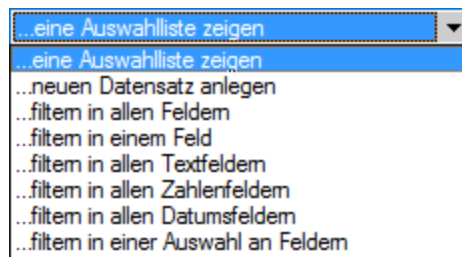 ...eine Auswahlliste zeigen
...eine Auswahlliste zeigen
...neuen Datensatz anlegen
...filtern in allen Feldern
...filtern in einem Feld
...filtern in allen Textfeldern
...filtern in allen Zahlenfeldern
...filtern in allen Datumsfeldern
...filtern in einer Auswahl an Feldern